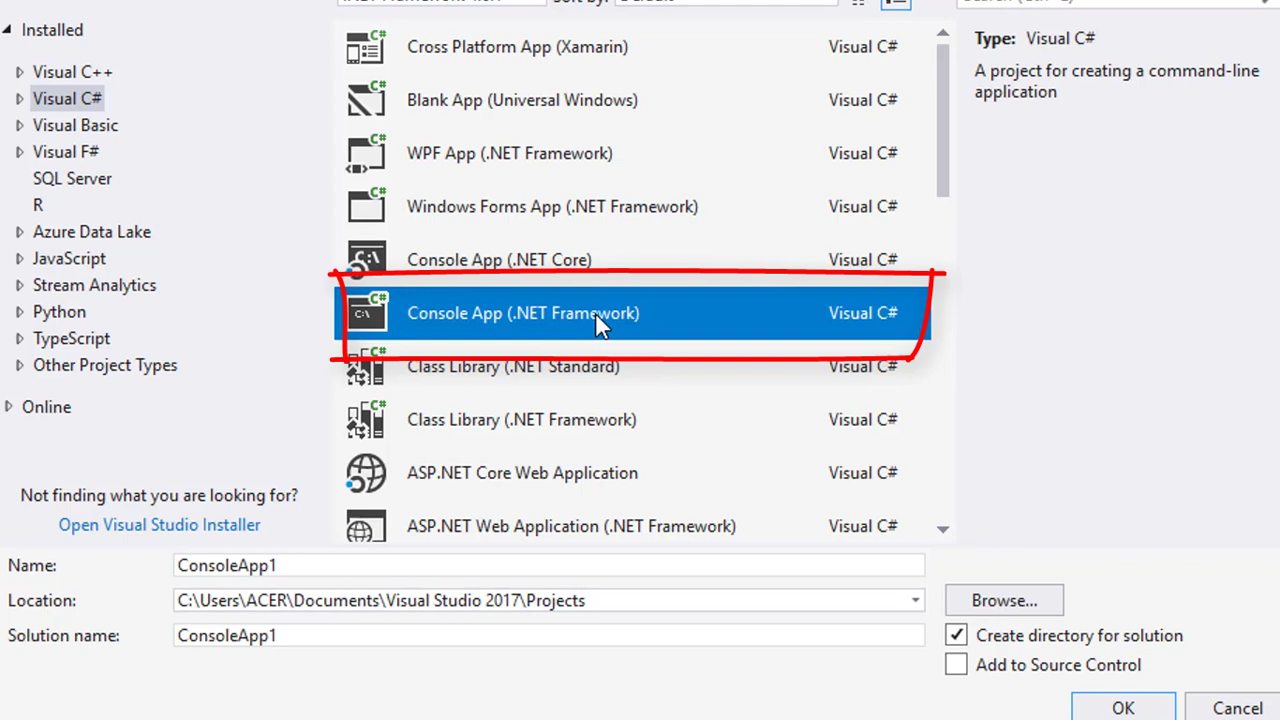 Installed
Visual C++
Visual C#
Visual Basic
Visual F#
SQL Server
R
Azure Data Lake
JavaScript
Stream Analytics
Python
TypeScript
Other Project Types
Online
Not finding what you are looking for?
Open Visual Studio Installer
Sort by:
Cross Platform App (Xamarin) Visual C#
Blank App (Universal Windows) Visual C#
WPF App (.NET Framework) Visual C#
Windows Forms App (.NET Framework) Visual C#
Console App (.NET Core) Visual C#
Console App (.NET Framework) Visual C#
Class Library (.NET Standard) Visual C#
Class Library (.NET Framework) Visual C#
ASP.NET Core Web Application Visual C#
ASP.NET Web Application (.NET Framework) Visual C#
Type: Visual C#
A project for creating a command-line
application
Name: ConsoleApp1
Location: C:\Users\ACER\Documents\Visual Studio 2017\Projects
Browse...
Solution name: ConsoleApp1
Create directory for solution
Add to Source Control
OK Cancel